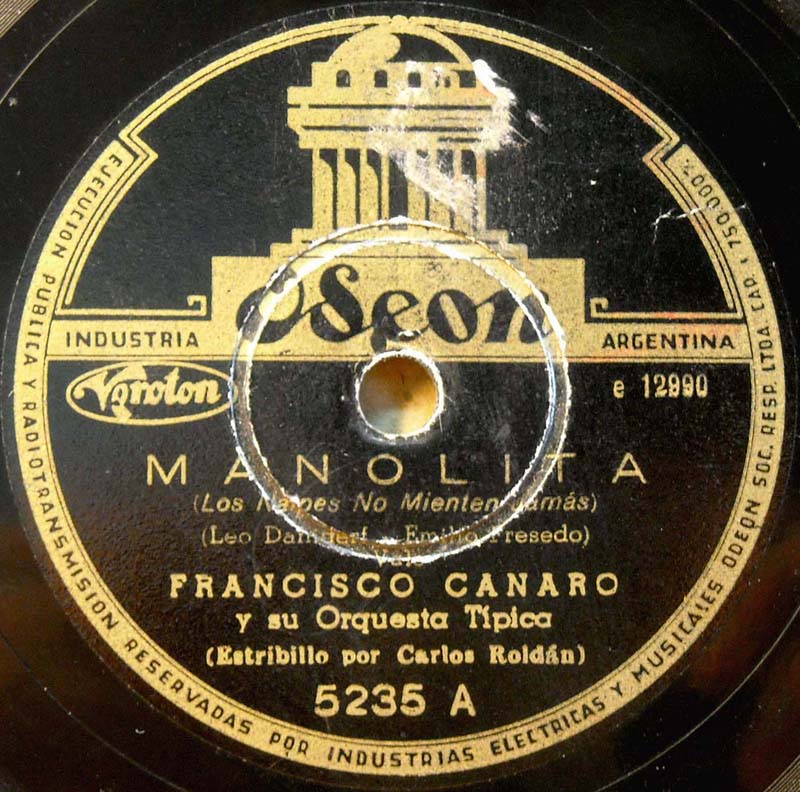 Odeon
INDUSTRIA ARGENTINA
Veroton
e 12990
MANOLITA
(Los Naipes No Mienten Jamás)
(Leo Emilio Fresedo)
Vals
FRANCISCO CANARO
y su Orquesta Típica
(Estribillo por Carlos Roldán)
5235 A
EJECUCION PUBLICA Y RADIOTRANSMISION RESERVADAS POR INDUSTRIAS ELECTRICAS Y MUSICALES ODEON SOC. RESP. LTDA CAP. $ 750.000%